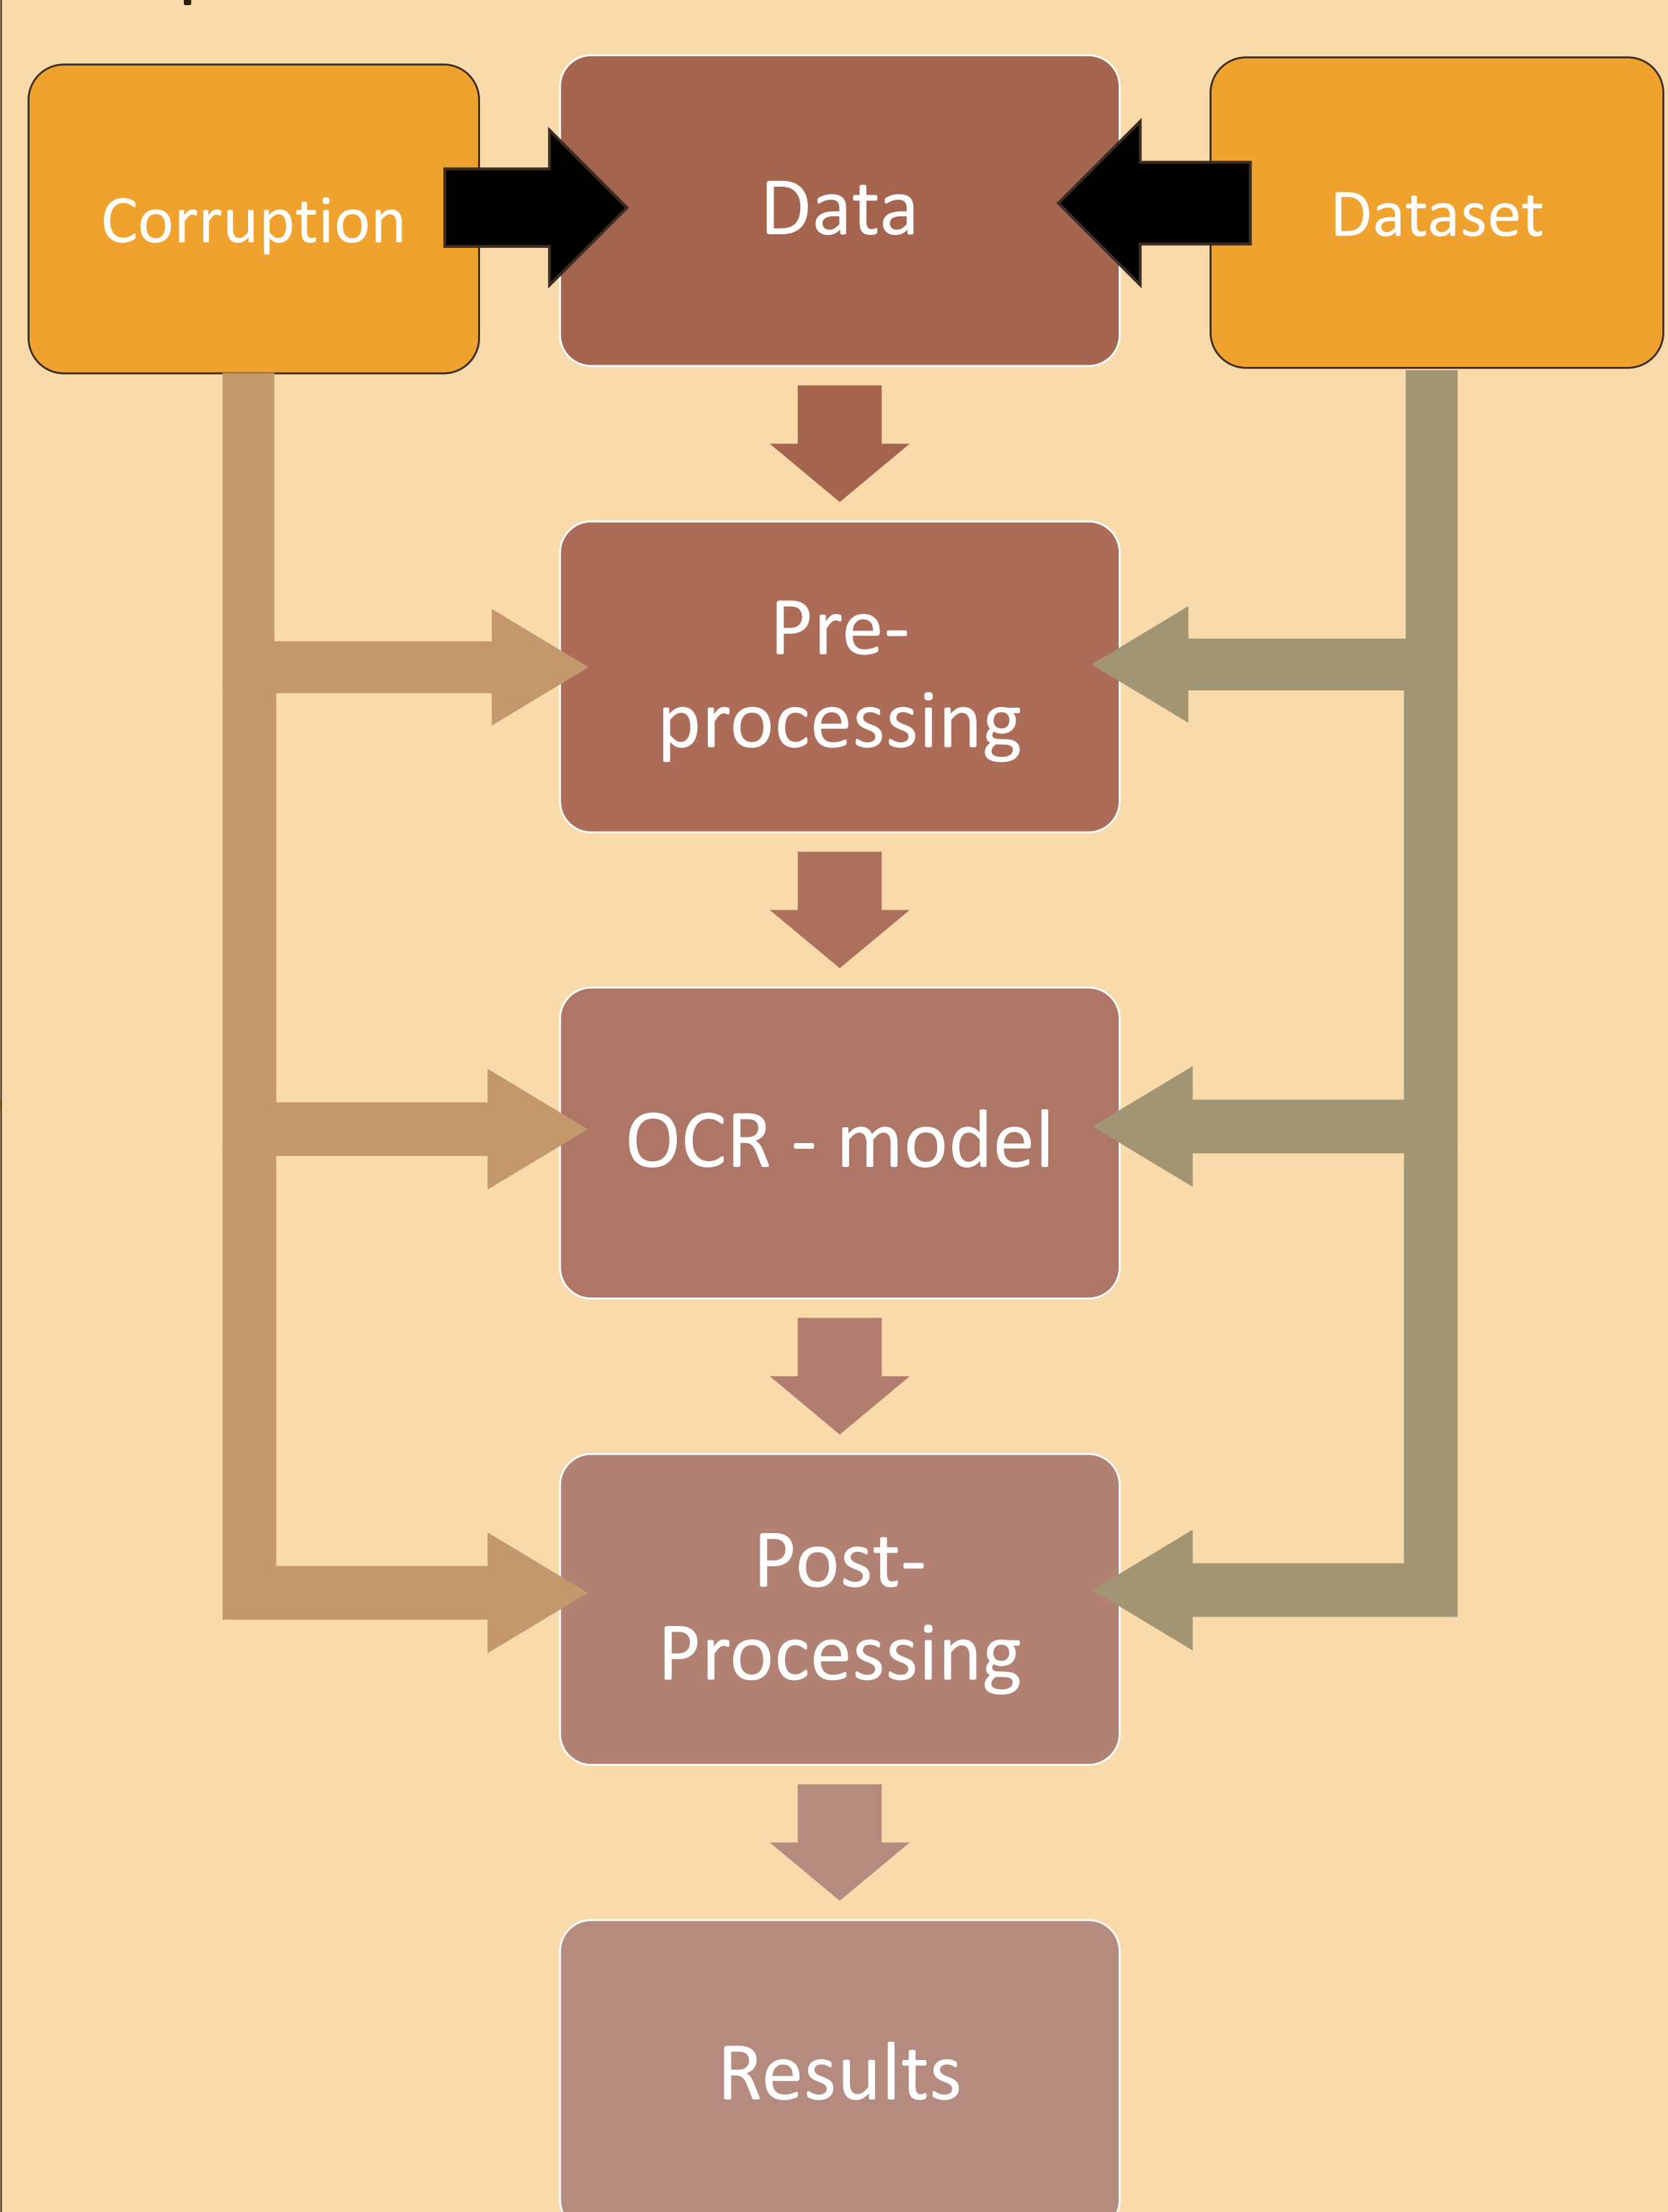 Corruption
Data
Dataset
Pre-
processing
OCR - model
Post-
Processing
Results